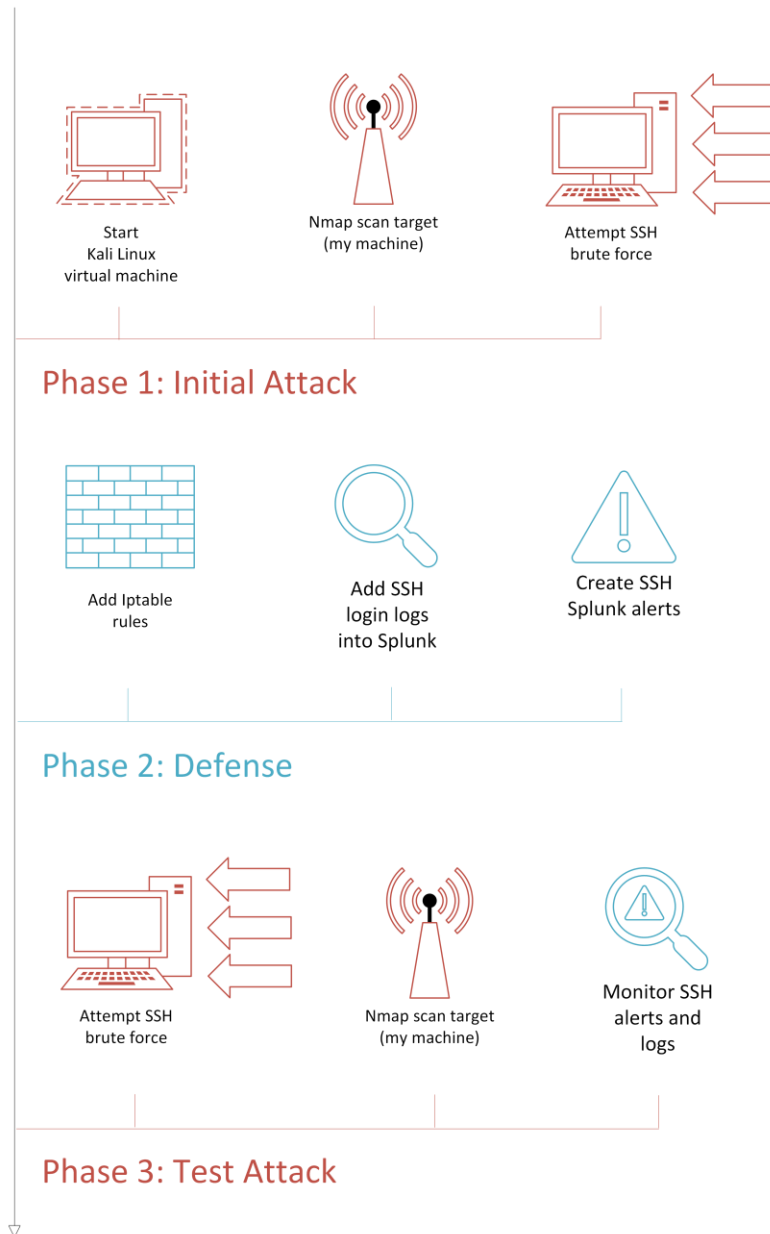 Start
Kali Linux
virtual machine
Nmap scan target
(my machine)
Attempt SSH
brute force
Phase 1: Initial Attack
Add Iptable
rules
Add SSH
login logs
into Splunk
Create SSH
Splunk alerts
Phase 2: Defense
Attempt SSH
brute force
Nmap scan target
(my machine)
Monitor SSH
alerts and
logs
Phase 3: Test Attack